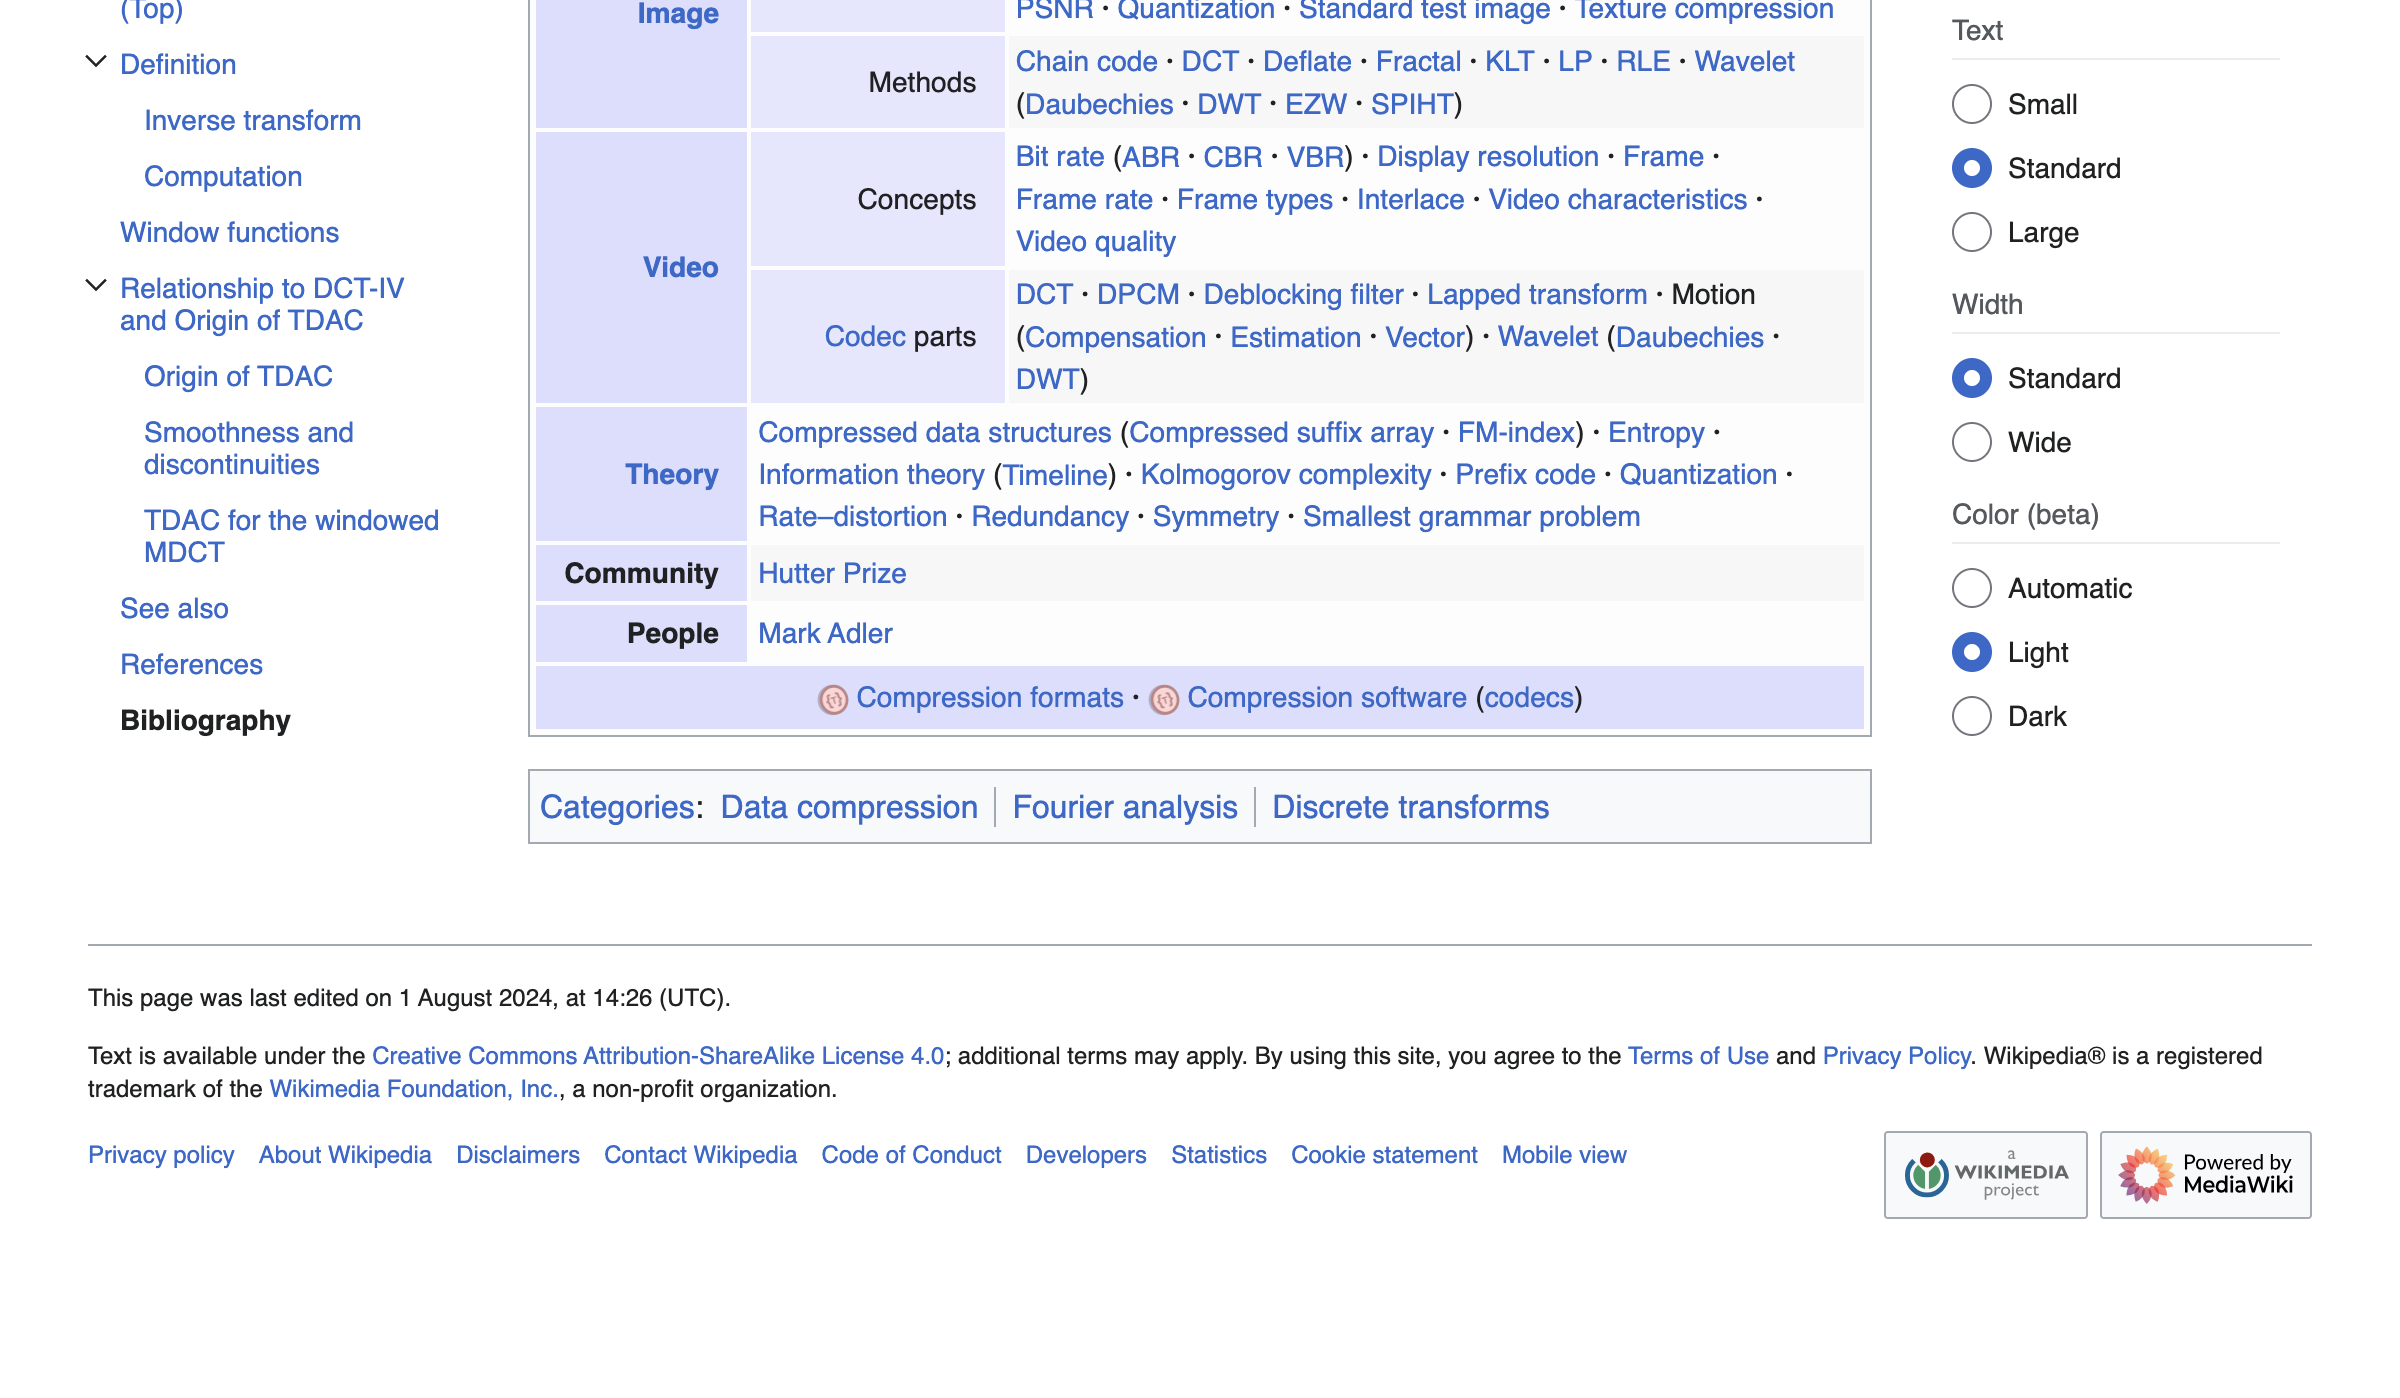 (Top)
Definition
Inverse transform
Computation
Window functions
Relationship to DCT-IV
and Origin of TDAC
Origin of TDAC
Smoothness and
discontinuities
TDAC for the windowed
MDCT
See also
References
Bibliography
Image
PSNR · Quantization · Standard test image · Texture compression
Methods
Chain code · DCT · Deflate · Fractal · KLT · LP · RLE · Wavelet
(Daubechies · DWT · EZW · SPIHT)
Video
Concepts
Bit rate (ABR · CBR · VBR) · Display resolution · Frame ·
Frame rate · Frame types · Interlace · Video characteristics ·
Video quality
Codec parts
DCT · DPCM · Deblocking filter · Lapped transform · Motion
(Compensation · Estimation · Vector) · Wavelet (Daubechies ·
DWT)
Theory
Compressed data structures (Compressed suffix array · FM-index) · Entropy ·
Information theory (Timeline) · Kolmogorov complexity · Prefix code · Quantization ·
Rate–distortion · Redundancy · Symmetry · Smallest grammar problem
Community
Hutter Prize
People
Mark Adler
Compression formats · Compression software (codecs)
Categories: Data compression | Fourier analysis | Discrete transforms
Text
Small
Standard
Large
Width
Standard
Wide
Color (beta)
Automatic
Light
Dark
This page was last edited on 1 August 2024, at 14:26 (UTC).
Text is available under the Creative Commons Attribution-ShareAlike License 4.0; additional terms may apply. By using this site, you agree to the Terms of Use and Privacy Policy. Wikipedia® is a registered
trademark of the Wikimedia Foundation, Inc., a non-profit organization.
Privacy policy About Wikipedia Disclaimers Contact Wikipedia Code of Conduct Developers Statistics Cookie statement Mobile view
a
WIKIMEDIA
project
Powered by
MediaWiki